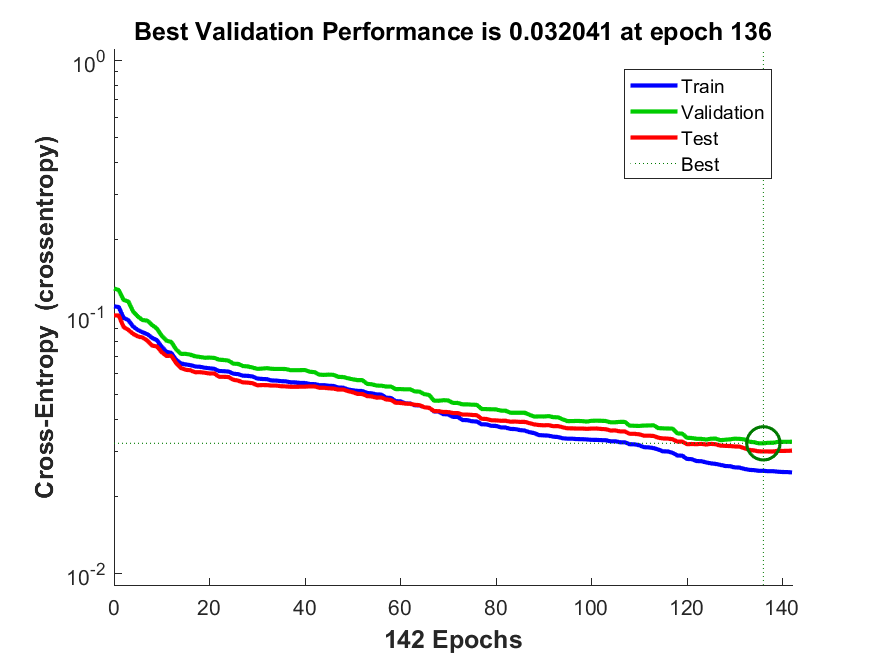 Best Validation Performance is 0.032041 at epoch 136
Cross-Entropy (crossentropy)
10^0
10^-1
10^-2
Train
Validation
Test
Best
0 20 40 60 80 100 120 140
142 Epochs